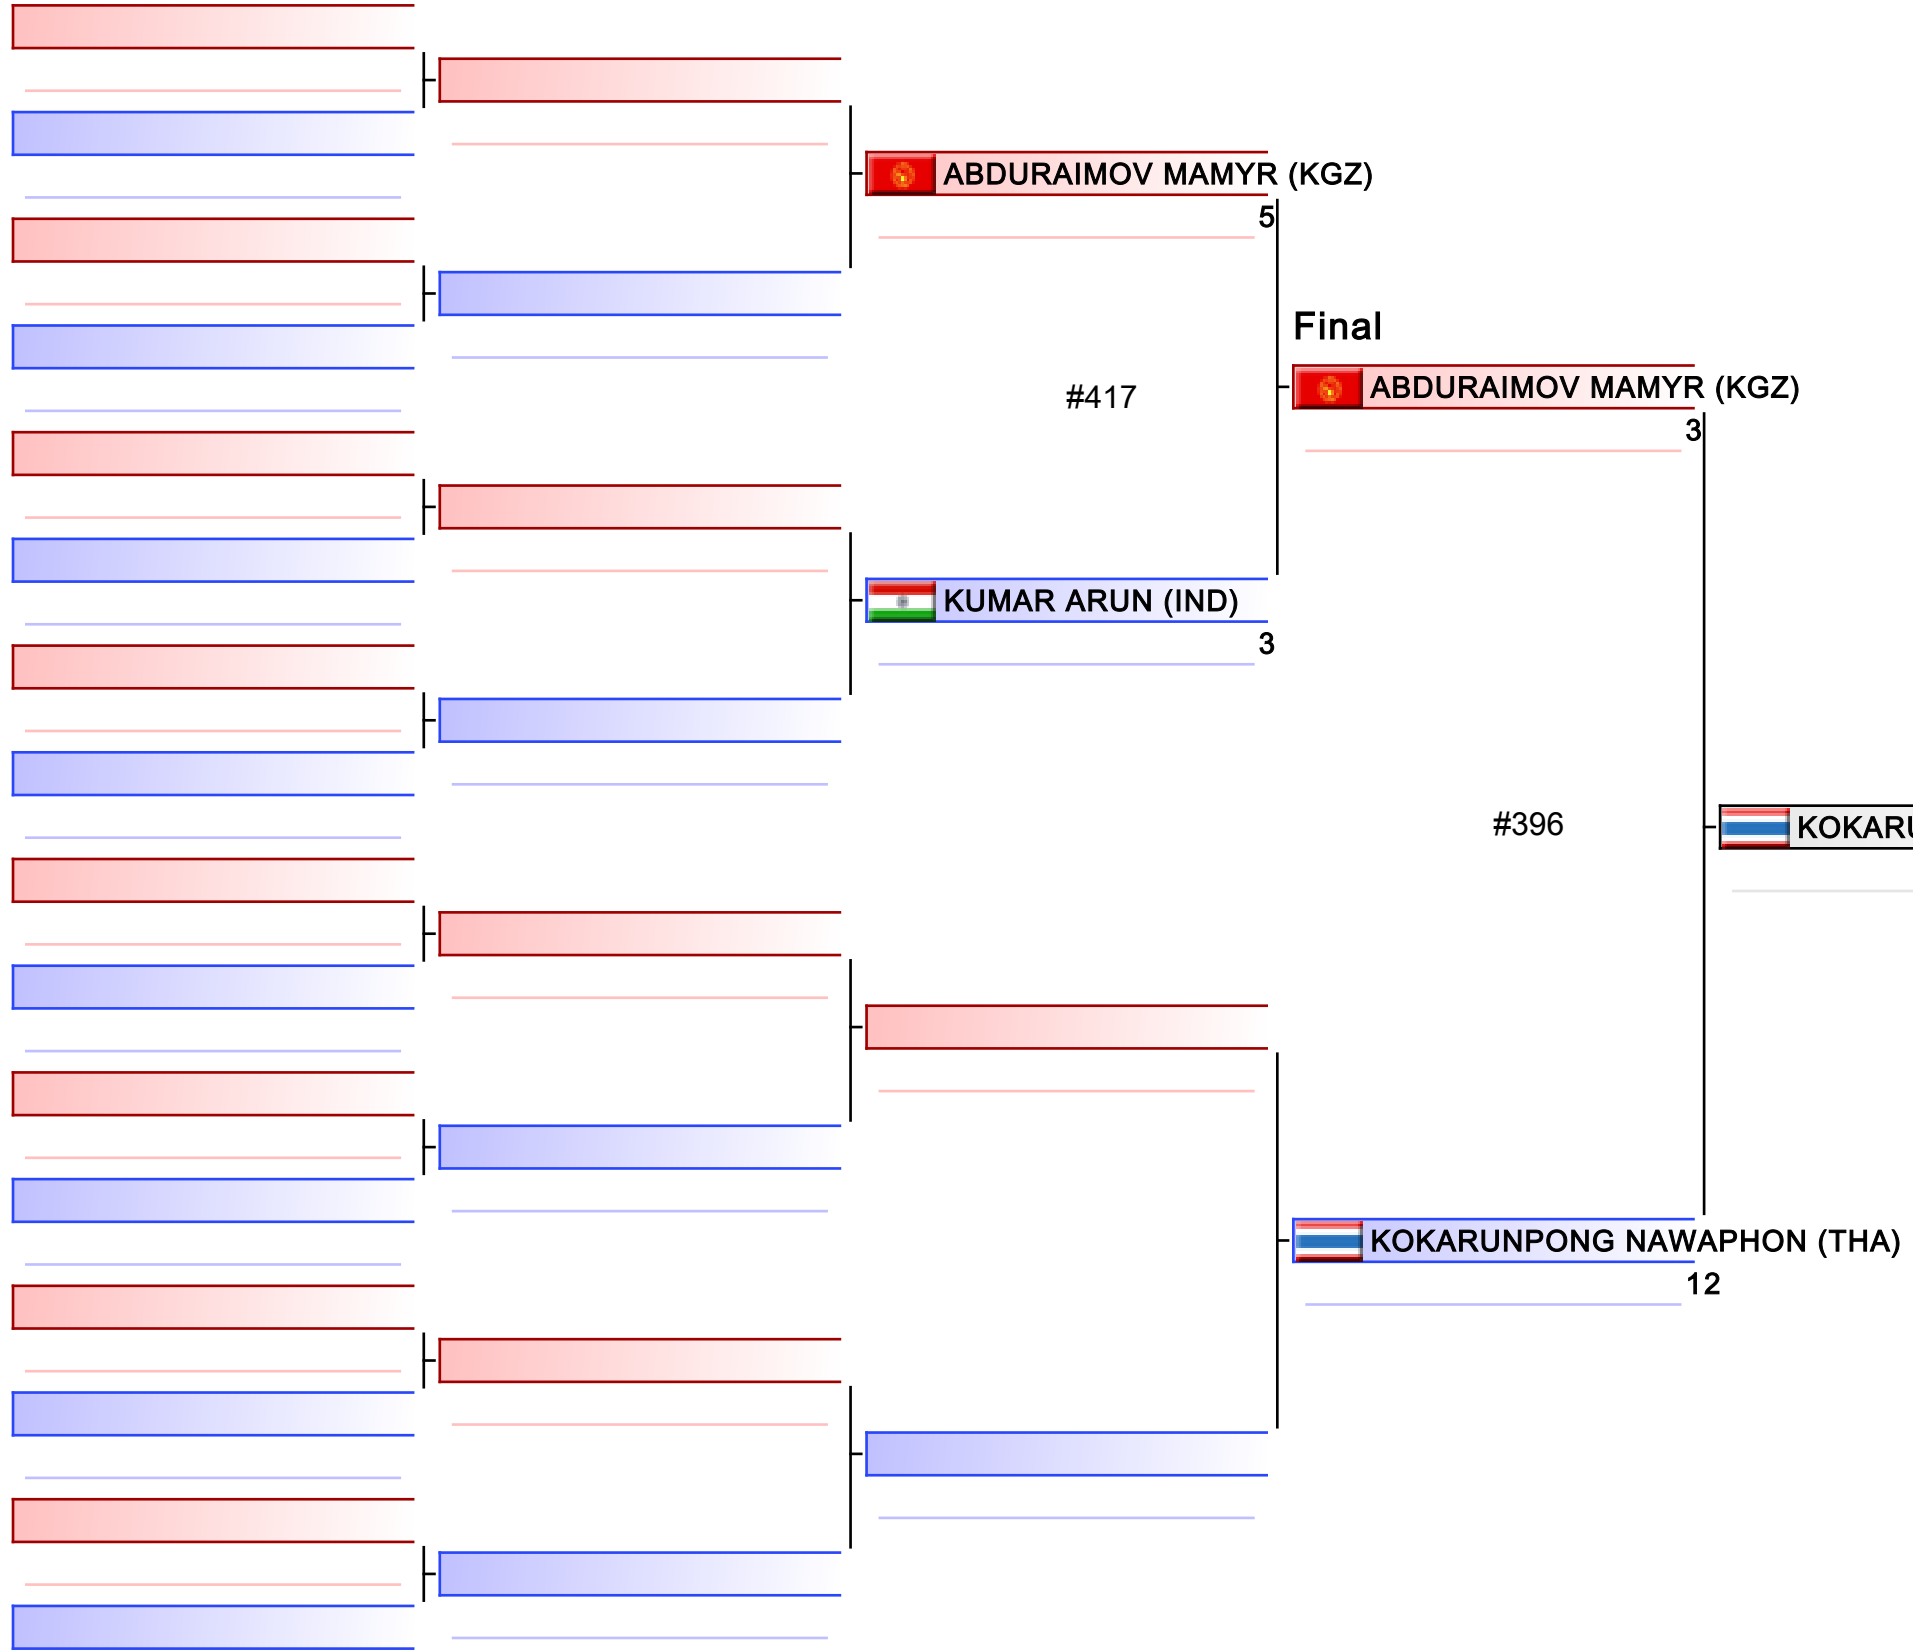 ABDURAIMOV MAMYR (KGZ)
5
Final
ABDURAIMOV MAMYR (KGZ)
#417
3
KUMAR ARUN (IND)
3
#396
KOKARU
KOKARUNPONG NAWAPHON (THA)
12